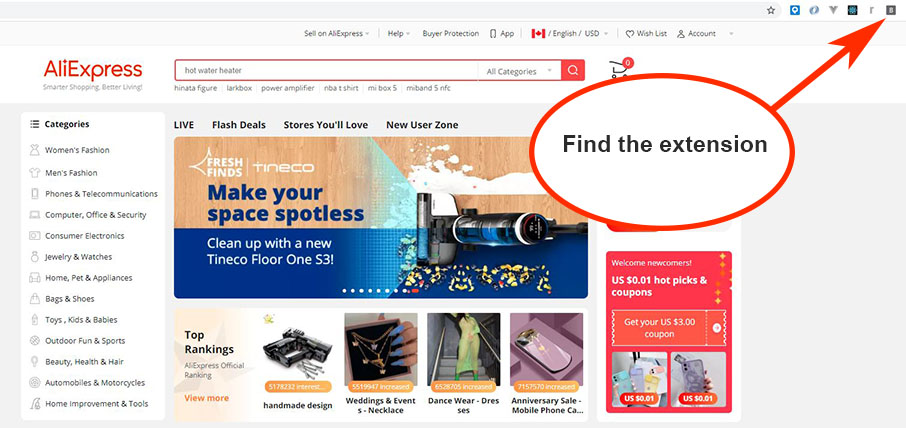 Sell on AliExpress
Help
Buyer Protection
App
/ English / USD
Wish List
Account
AliExpress
Smarter Shopping, Better Living!
hot water heater
All Categories
0
hinata figure larkbox power amplifier nba t shirt mi box 5 miband 5 nfc
Find the extension
Categories
Women's Fashion
Men's Fashion
Phones & Telecommunications
Computer, Office & Security
Consumer Electronics
Jewelry & Watches
Home, Pet & Appliances
Bags & Shoes
Toys , Kids & Babies
Outdoor Fun & Sports
Beauty, Health & Hair
Automobiles & Motorcycles
Home Improvement & Tools
LIVE Flash Deals Stores You'll Love New User Zone
FRESH
FINDS
TINECO
Make your
space spotless
Clean up with a new
Tineco Floor One S3!
Top
Rankings
AliExpress Official
Ranking
View more
5178232 interest...
handmade design
5519947 increased
Weddings & Event
s - Necklace
6528705 increased
Dance Wear - Dres
ses
7157570 increased
Anniversary Sale -
Mobile Phone Ca...
Welcome newcomers!
US $0.01 hot picks &
coupons
Get your US $3.00
coupon
US $0.01
US $0.01